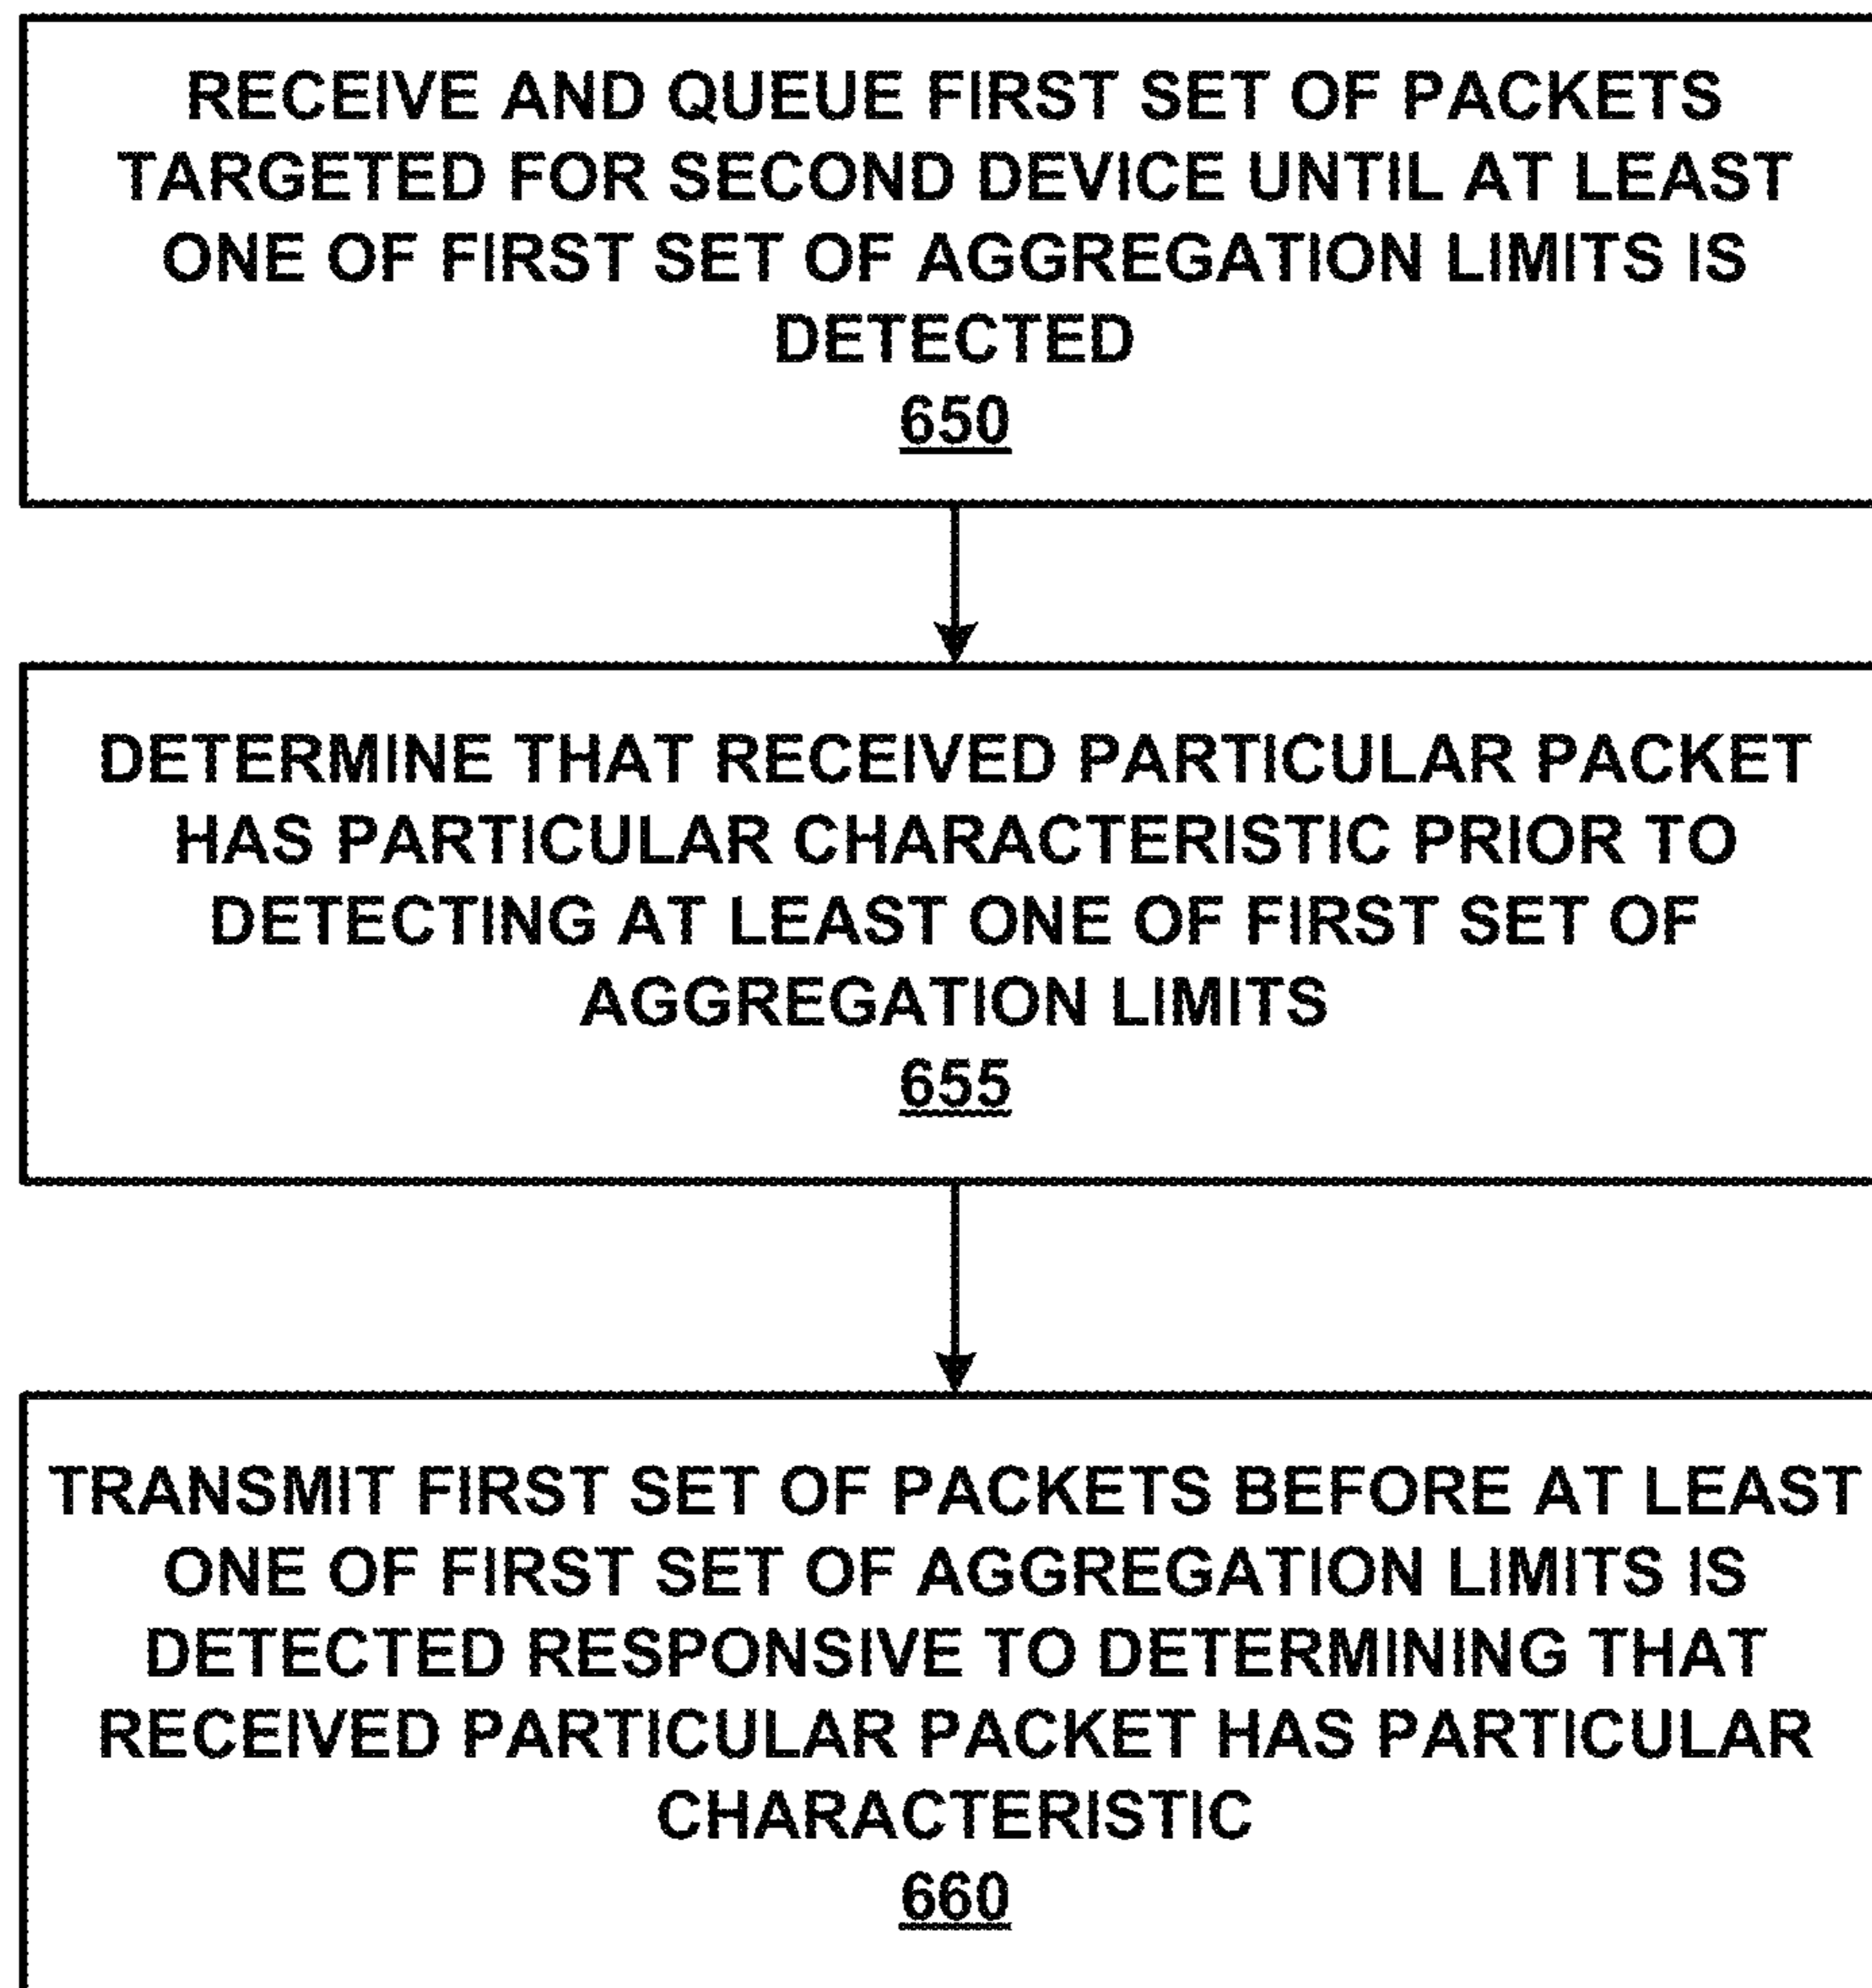 RECEIVE AND QUEUE FIRST SET OF PACKETS
TARGETED FOR SECOND DEVICE UNTIL AT LEAST
ONE OF FIRST SET OF AGGREGATION LIMITS IS
DETECTED
650
DETERMINE THAT RECEIVED PARTICULAR PACKET
HAS PARTICULAR CHARACTERISTIC PRIOR TO
DETECTING AT LEAST ONE OF FIRST SET OF
AGGREGATION LIMITS
655
TRANSMIT FIRST SET OF PACKETS BEFORE AT LEAST
ONE OF FIRST SET OF AGGREGATION LIMITS IS
DETECTED RESPONSIVE TO DETERMINING THAT
RECEIVED PARTICULAR PACKET HAS PARTICULAR
CHARACTERISTIC
660